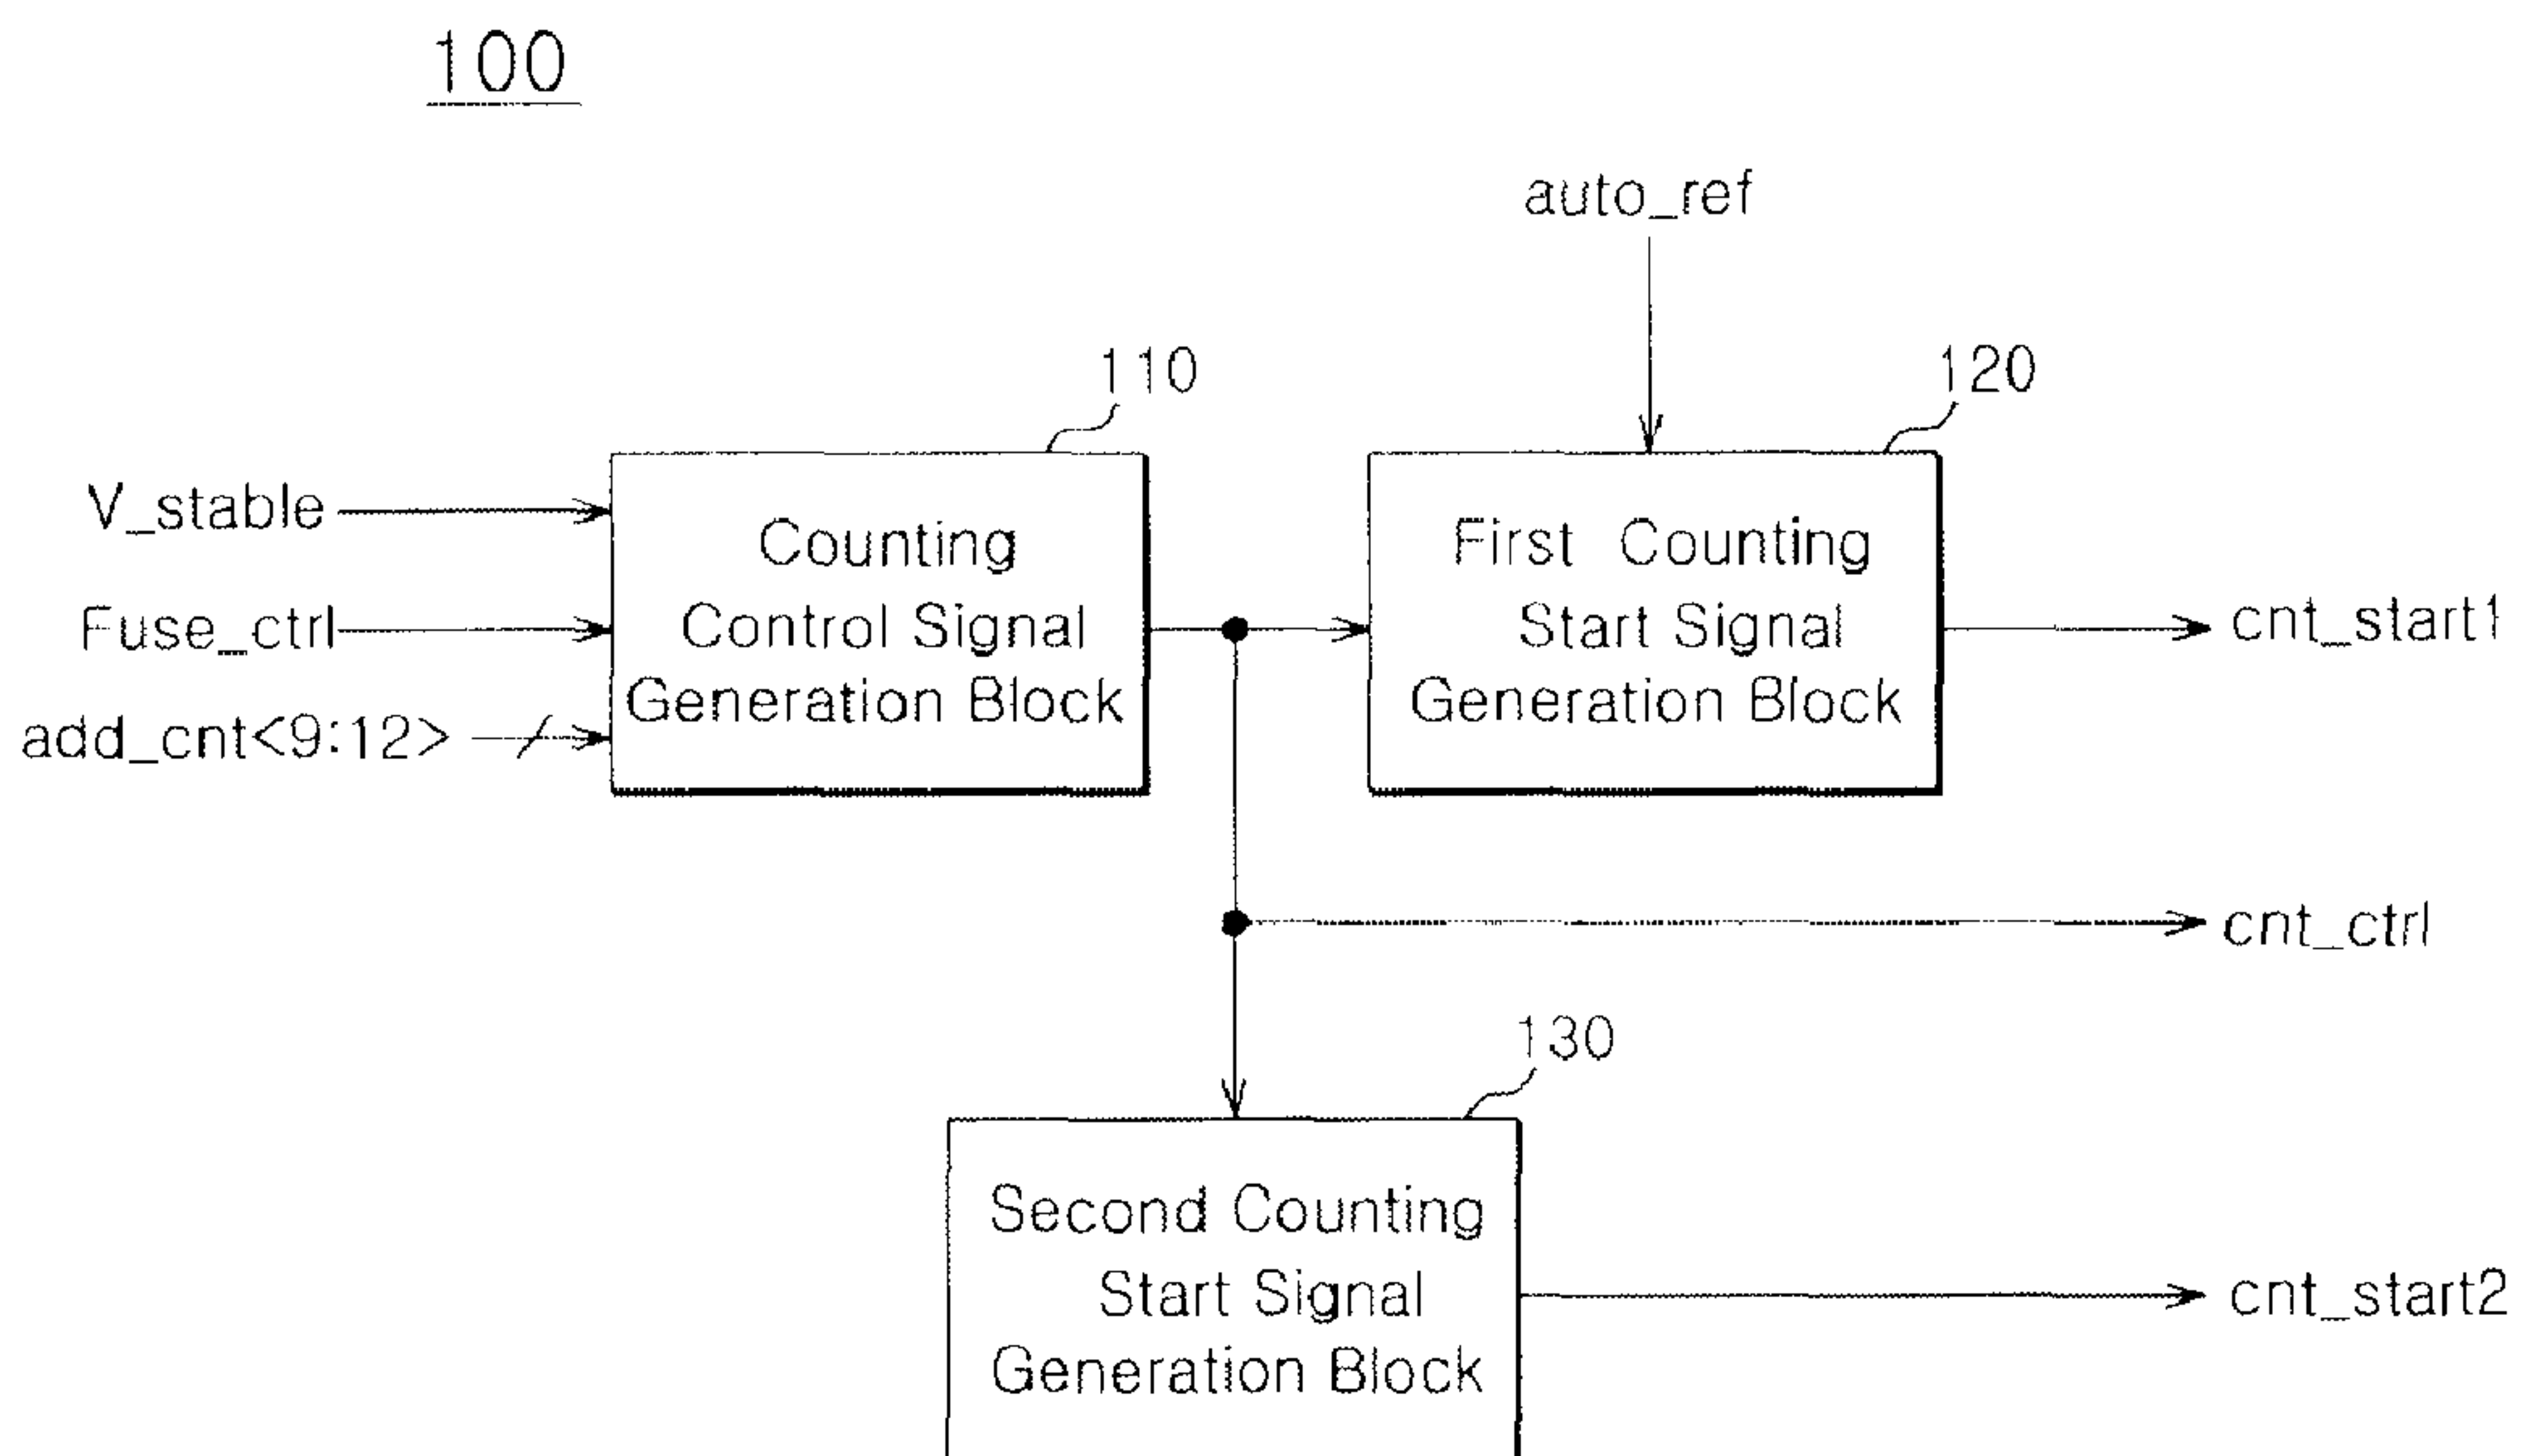 100
auto_ref
110
120
V_stable
Fuse_ctrl
add_cnt<9:12>
Counting
Control Signal
Generation Block
First Counting
Start Signal
Generation Block
cnt_start1
cnt_ctrl
130
Second Counting
Start Signal
Generation Block
cnt_start2